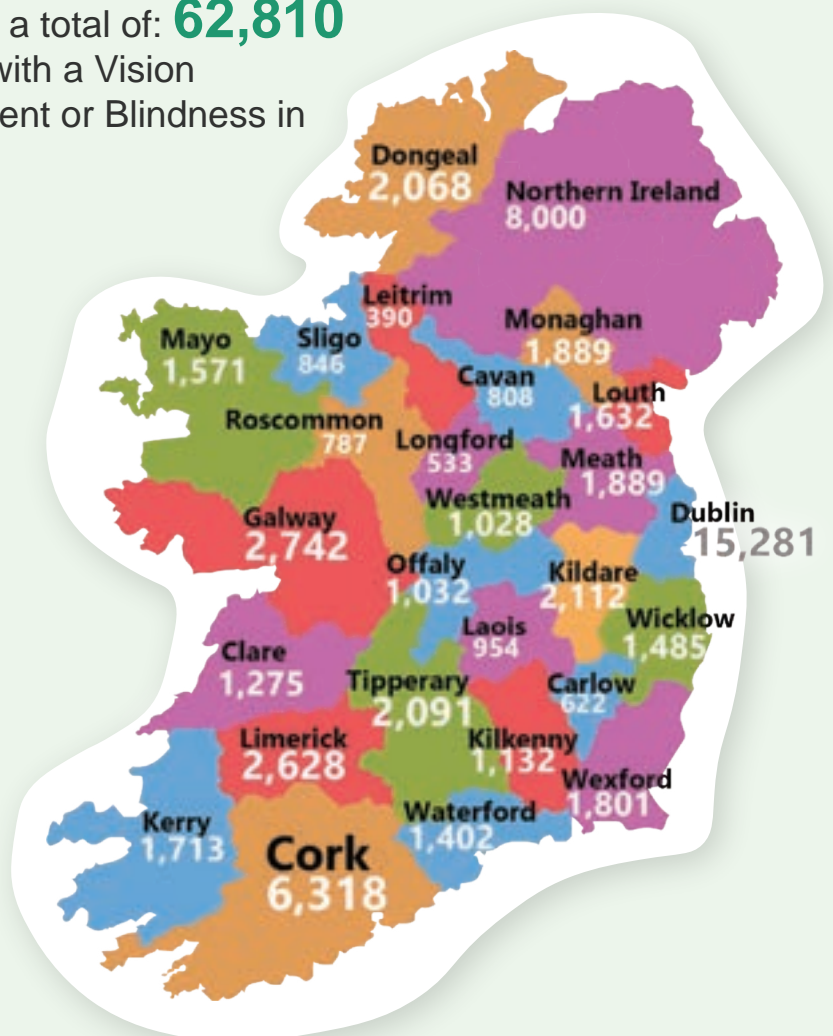 a total of: 62,810
with a Vision
ent or Blindness in
Dongeal
2,068
Northern Ireland
8,000
Leitrim
390
Monaghan
1,889
Mayo
1,571
Sligo
846
Cavan
808
Louth
1,632
Roscommon
787
Longford
533
Meath
1,889
Westmeath
1,028
Dublin
15,281
Galway
2,742
Offaly
1,032
Kildare
2,112
Wicklow
1,485
Laois
954
Clare
1,275
Tipperary
2,091
Carlow
622
Limerick
2,628
Kilkenny
1,132
Wexford
1,801
Kerry
1,713
Waterford
1,402
Cork
6,318